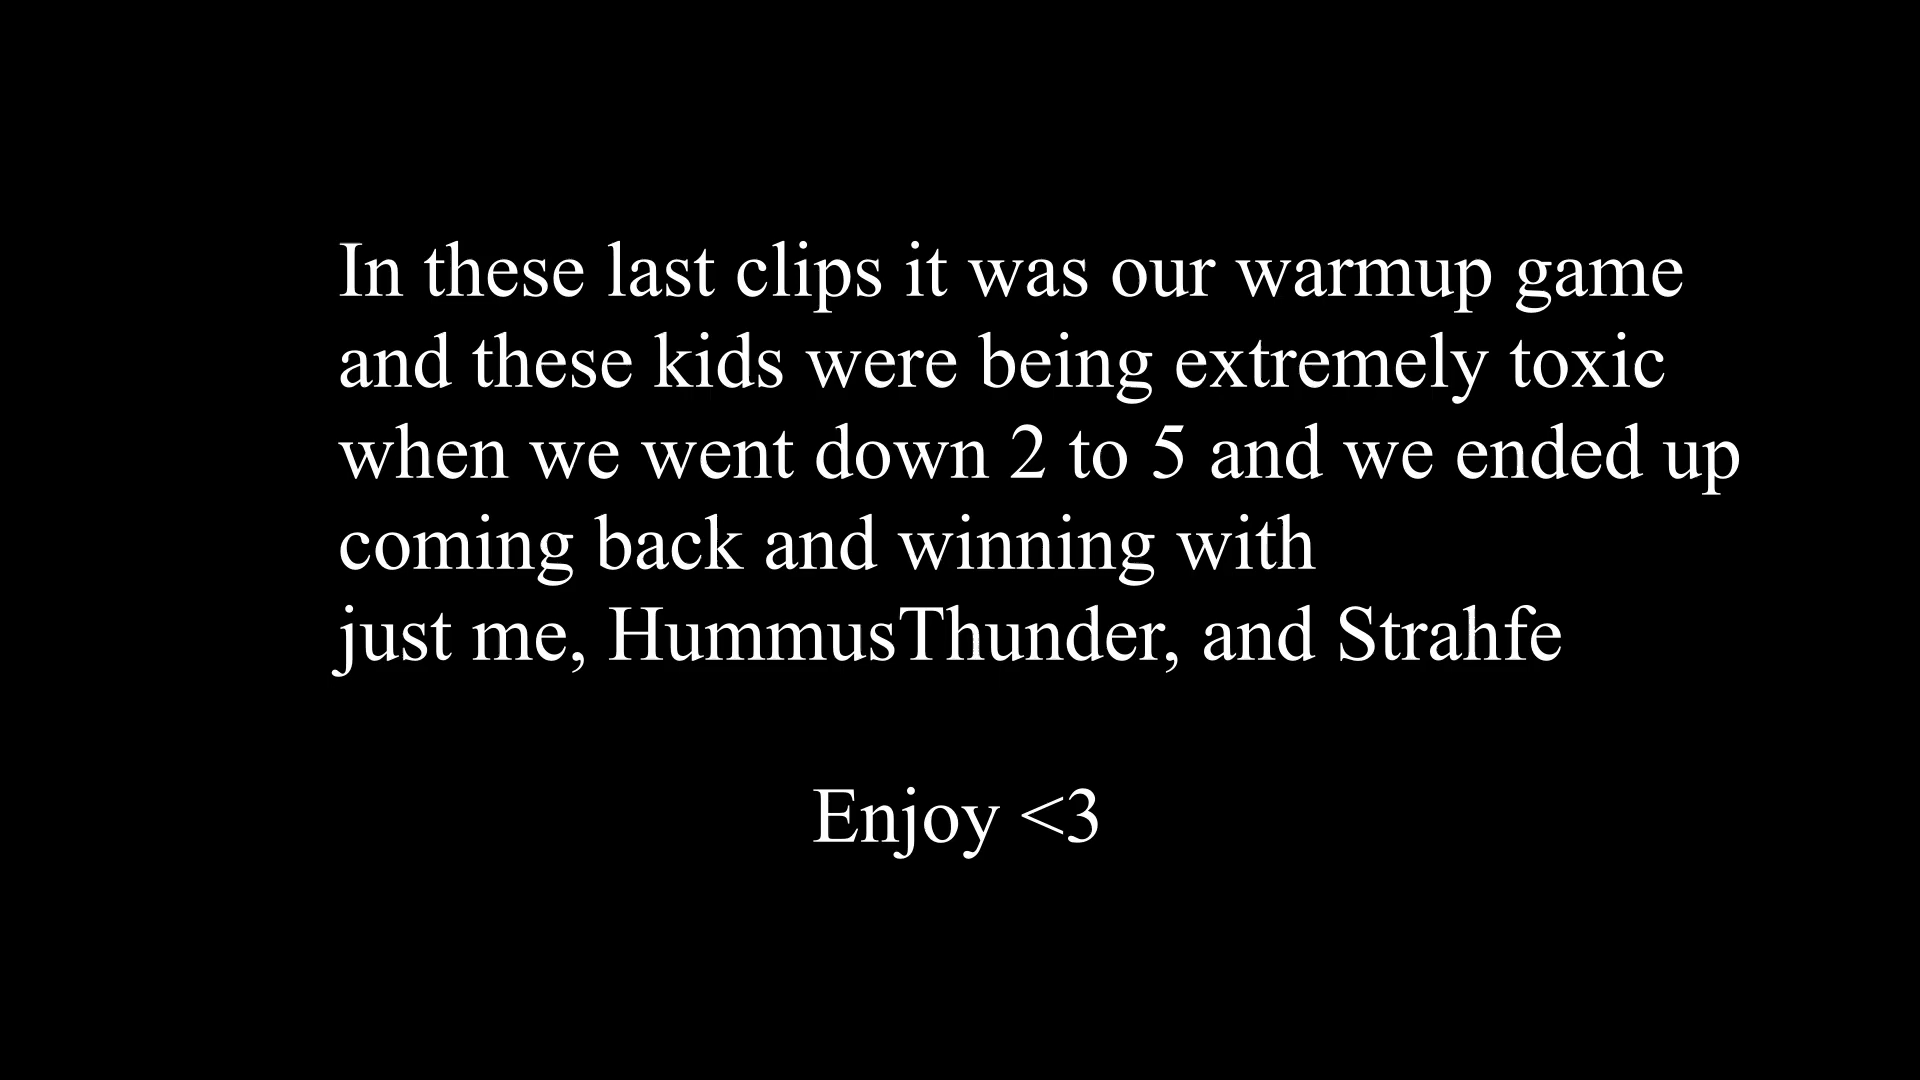 In these last clips it was our warmup game
and these kids were being extremely toxic
when we went down 2 to 5 and we ended up
coming back and winning with
just me, HummusThunder, and Strahfe
Enjoy <3